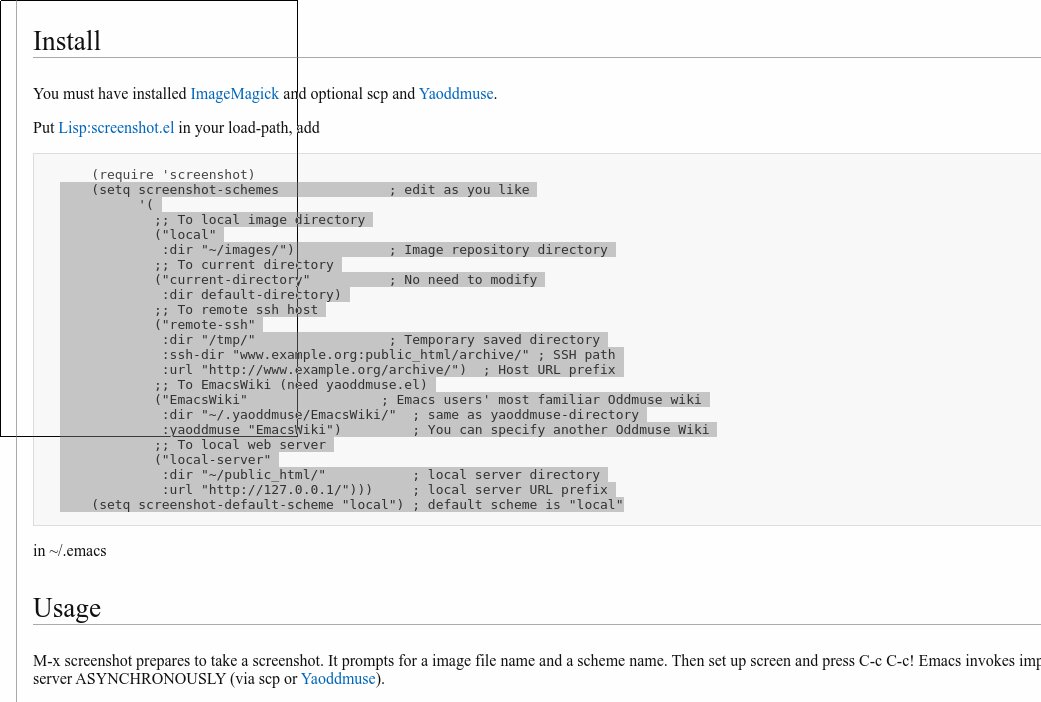 Install
You must have installed ImageMagick and optional scp and Yaoddmuse.
Put Lisp:screenshot.el in your load-path, add
(require 'screenshot)
(setq screenshot-schemes              ; edit as you like
      '(
        ;; To local image directory
        ("local"
         :dir "~/images/")            ; Image repository directory
        ;; To current directory
        ("current-directory"          ; No need to modify
         :dir default-directory)
        ;; To remote ssh host
        ("remote-ssh"
         :dir "/tmp/"                 ; Temporary saved directory
         :ssh-dir "www.example.org:public_html/archive/" ; SSH path
         :url "http://www.example.org/archive/")  ; Host URL prefix
        ;; To EmacsWiki (need yaoddmuse.el)
        ("EmacsWiki"                 ; Emacs users' most familiar Oddmuse wiki
         :dir "~/.yaoddmuse/EmacsWiki/"  ; same as yaoddmuse-directory
         :yaoddmuse "EmacsWiki")         ; You can specify another Oddmuse Wiki
        ;; To local web server
        ("local-server"
         :dir "~/public_html/"           ; local server directory
         :url "http://127.0.0.1/")))     ; local server URL prefix
(setq screenshot-default-scheme "local") ; default scheme is "local"
in ~/.emacs
Usage
M-x screenshot prepares to take a screenshot. It prompts for a image file name and a scheme name. Then set up screen and press C-c C-c! Emacs invokes
server ASYNCHRONOUSLY (via scp or Yaoddmuse).